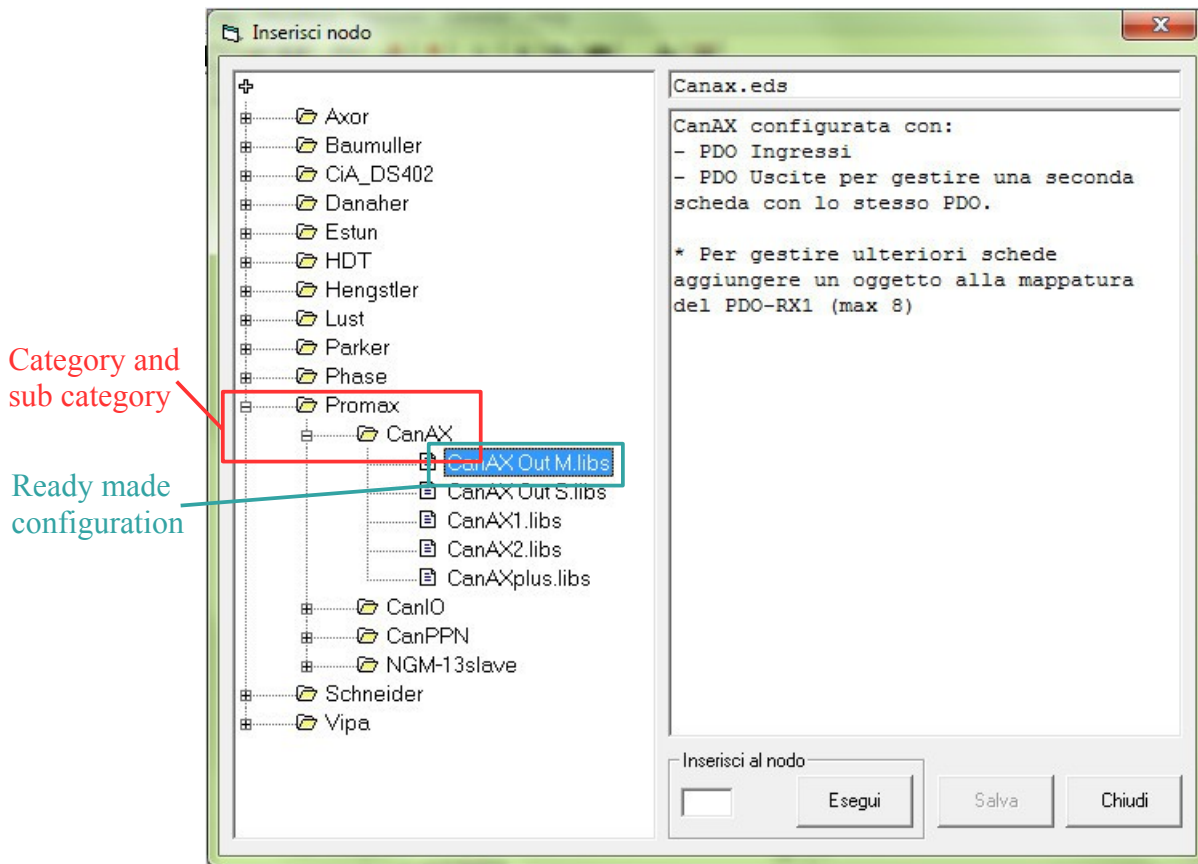 Inserisci nodo
Axor
Baumuller
CiA_DS402
Danaher
Estun
HDT
Hengstler
Lust
Parker
Phase
Promax
CanAX
CanAX Out M.libs
CanAX Out S.libs
CanAX1.libs
CanAX2.libs
CanAXplus.libs
CanIO
CanPPN
NGM-13slave
Schneider
Vipa
Category and
sub category
Ready made
configuration
Canax.eds
CanAX configurata con:
- PDO Ingressi
- PDO Uscite per gestire una seconda
scheda con lo stesso PDO.
* Per gestire ulteriori schede
aggiungere un oggetto alla mappatura
del PDO-RX1 (max 8)
Inserisci al nodo
Esegui
Salva
Chiudi